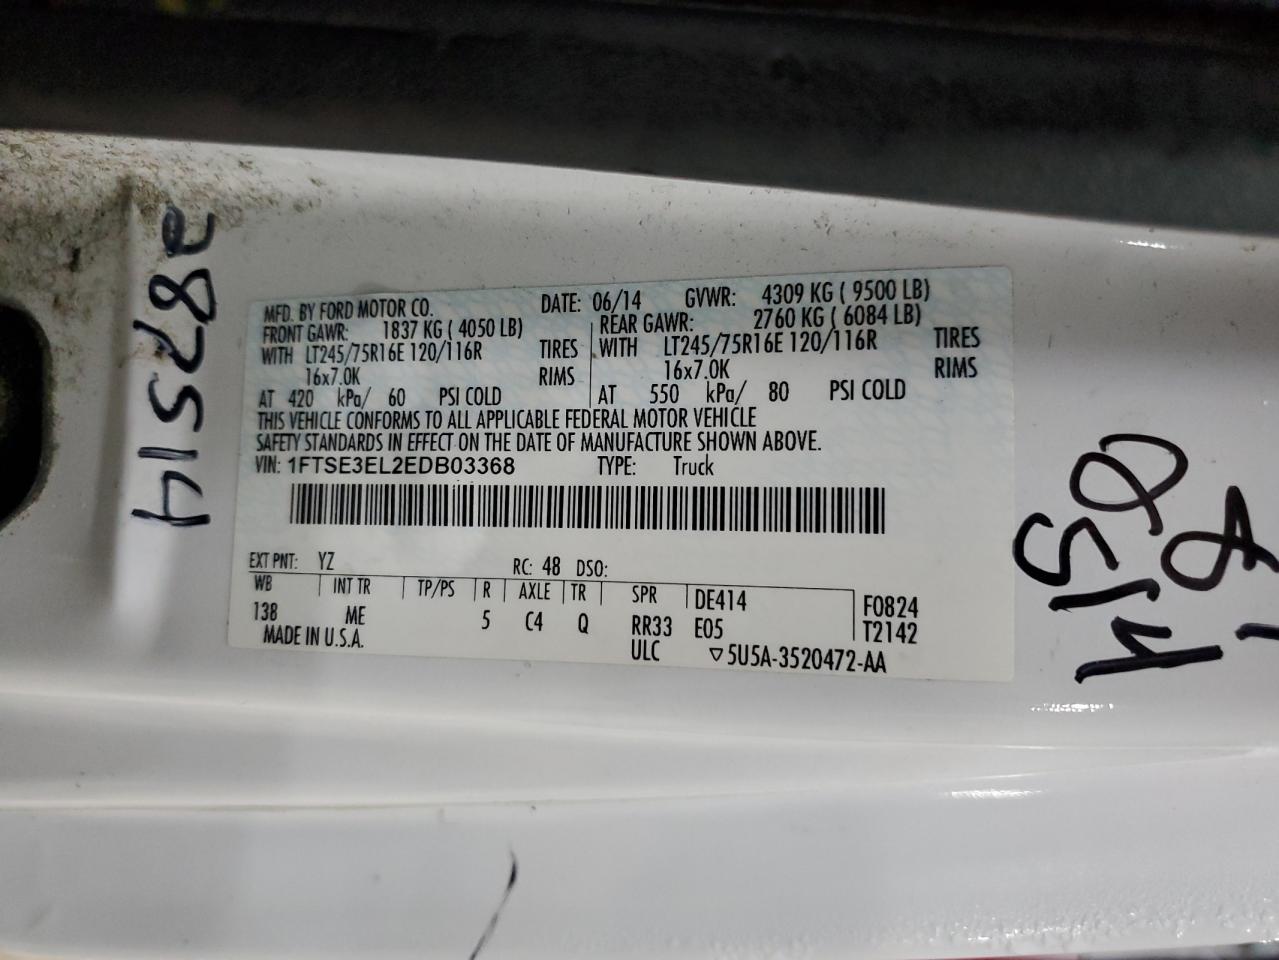 MFD. BY FORD MOTOR CO. DATE: 06/14 GVWR: 4309 KG ( 9500 LB)
FRONT GAWR: 1837 KG ( 4050 LB) REAR GAWR: 2760 KG ( 6084 LB)
WITH LT245/75R16E 120/116R TIRES WITH LT245/75R16E 120/116R TIRES
16x7.0K RIMS 16x7.0K RIMS
AT 420 kPa/ 60 PSI COLD AT 550 kPa/ 80 PSI COLD
THIS VEHICLE CONFORMS TO ALL APPLICABLE FEDERAL MOTOR VEHICLE
SAFETY STANDARDS IN EFFECT ON THE DATE OF MANUFACTURE SHOWN ABOVE.
VIN: 1FTSE3EL2EDB03368 TYPE: Truck
EXT PNT: YZ RC: 48 DSO:
WB INT TR TP/PS R AXLE TR SPR DE414 F0824
138 ME 5 C4 Q RR33 E05 T2142
MADE IN U.S.A. ULC ▽5U5A-3520472-AA